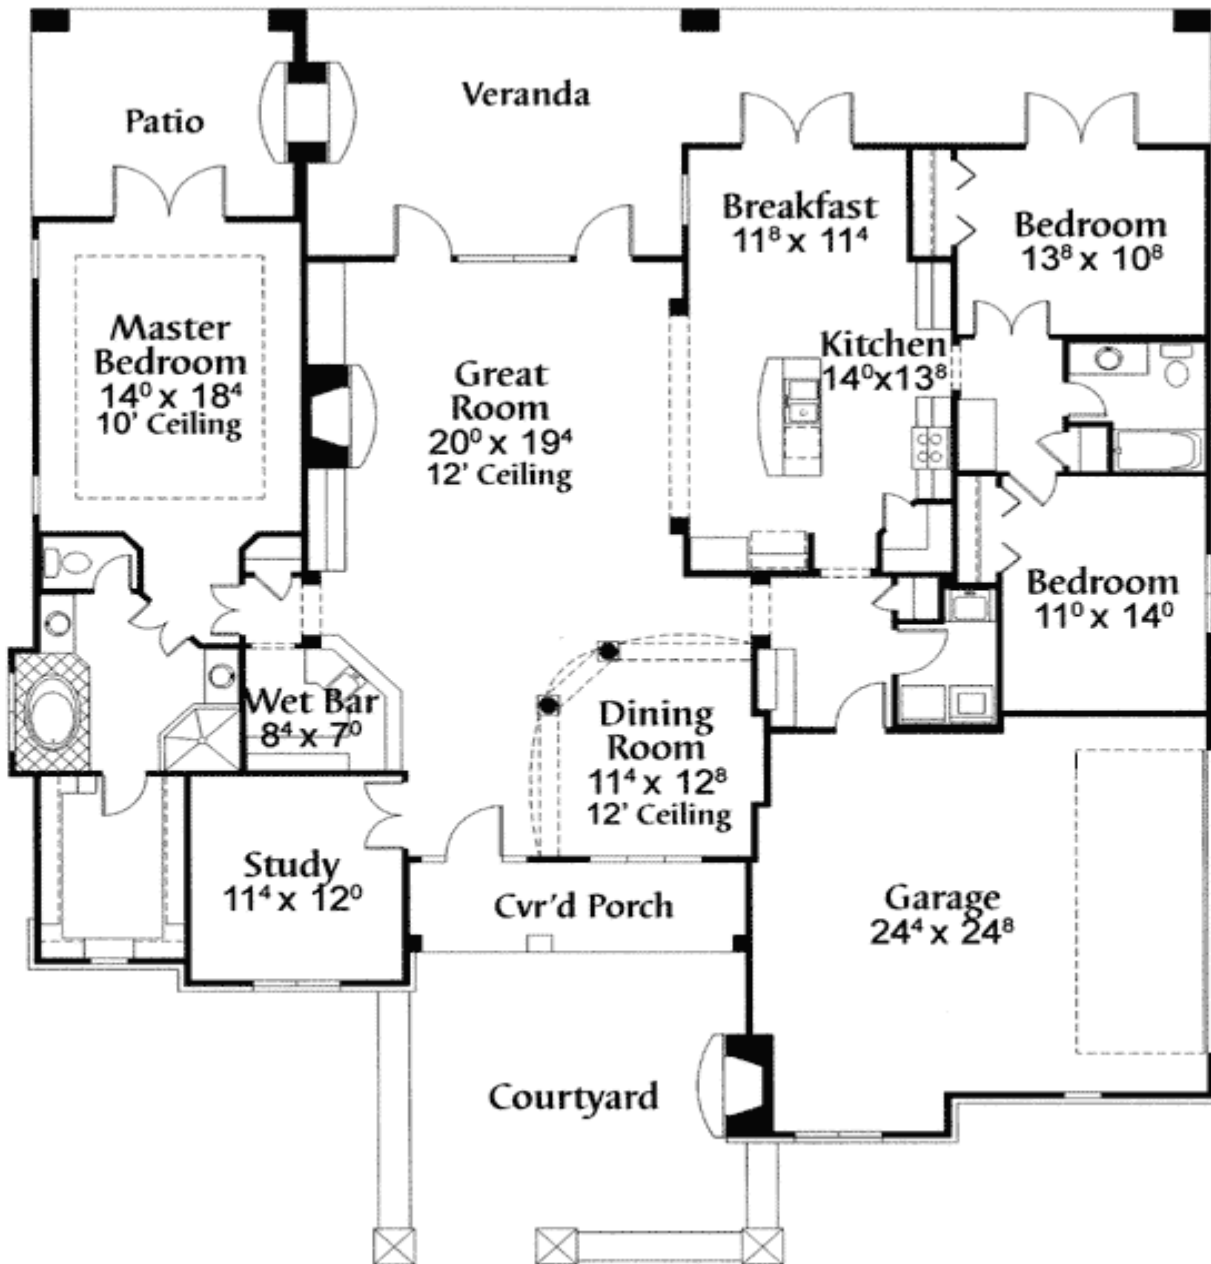 Patio
Veranda
Breakfast
11⁸ x 11⁴
Bedroom
13⁸ x 10⁸
Master
Bedroom
14⁰ x 18⁴
10' Ceiling
Great
Room
20⁰ x 19⁴
12' Ceiling
Kitchen
14⁰x13⁸
Bedroom
11⁰ x 14⁰
Wet Bar
8⁴ x 7⁰
Dining
Room
11⁴ x 12⁸
12' Ceiling
Study
11⁴ x 12⁰
Cvr'd Porch
Garage
24⁴ x 24⁸
Courtyard